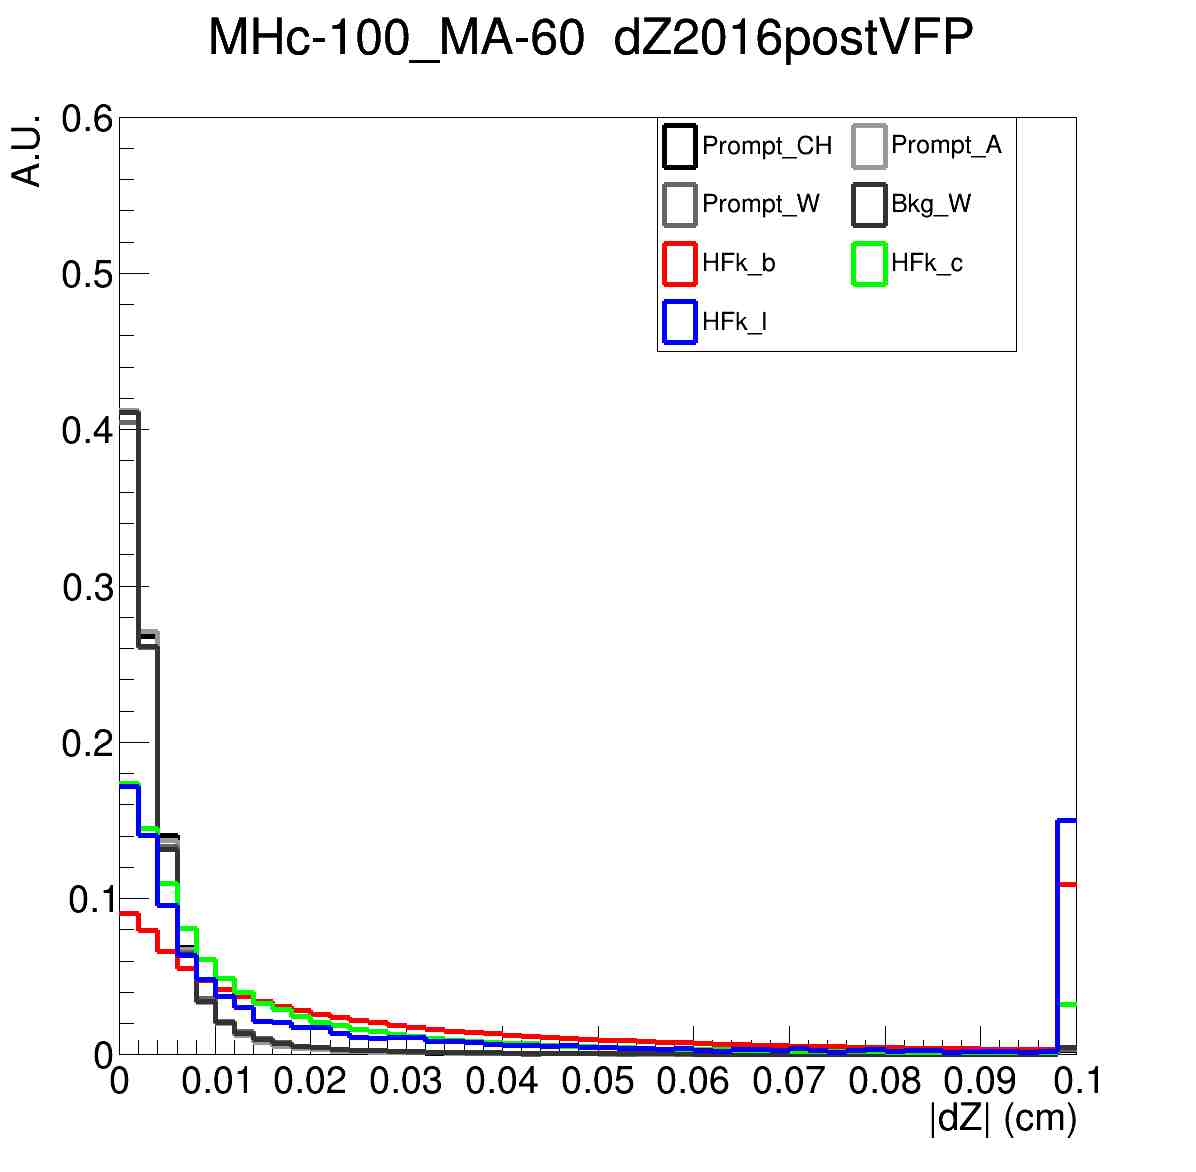 MHc-100_MA-60 dZ2016postVFP
A.U.
0.6
0.5
0.4
0.3
0.2
0.1
0
Prompt_CH Prompt_A
Prompt_W Bkg_W
HFk_b HFk_c
HFk_l
0 0.01 0.02 0.03 0.04 0.05 0.06 0.07 0.08 0.09 0.1
|dZ| (cm)